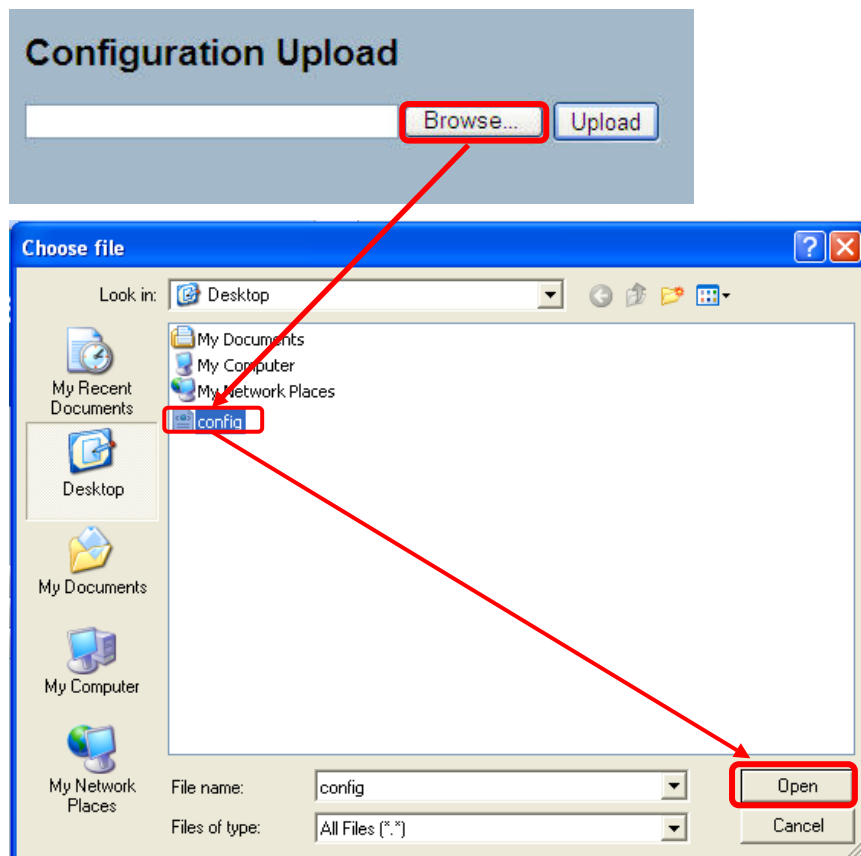 Configuration Upload
Browse... Upload
Choose file
Look in: Desktop
My Recent
Documents
Desktop
My Documents
My Computer
My Network
Places
My Documents
My Computer
My Network Places
config
File name: config Open
Files of type: All Files (*.*) Cancel